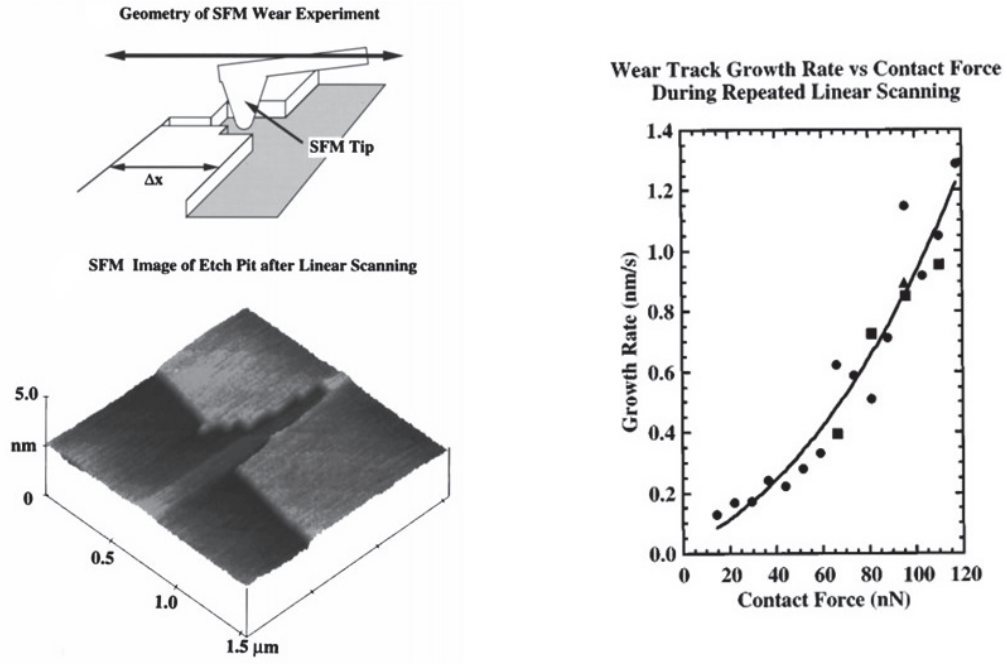 Geometry of SFM Wear Experiment
SFM Tip
Δx
SFM Image of Etch Pit after Linear Scanning
5.0
nm
0
0.5
1.0
1.5 μm
Wear Track Growth Rate vs Contact Force
During Repeated Linear Scanning
Growth Rate (nm/s)
1.4
1.2
1.0
0.8
0.6
0.4
0.2
0.0
0 20 40 60 80 100 120
Contact Force (nN)